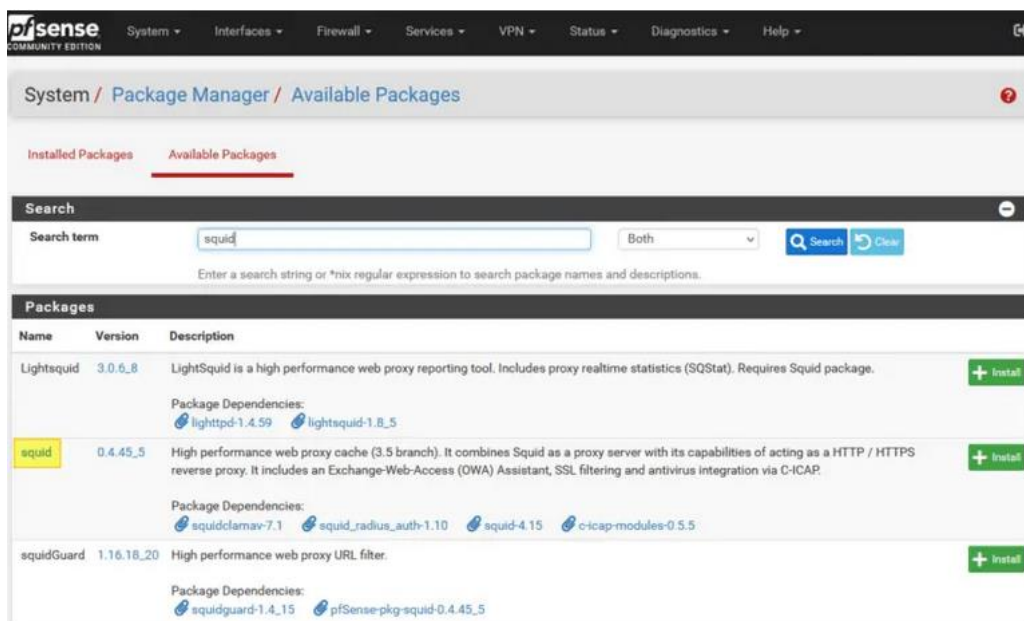 pfsense
COMMUNITY EDITION
System
Interfaces
Firewall
Services
VPN
Status
Diagnostics
Help
System / Package Manager / Available Packages
Installed Packages
Available Packages
Search
Search term
squid
Both
Search
Clear
Enter a search string or *nix regular expression to search package names and descriptions.
Packages
Name Version Description
Lightsquid 3.0.6_8 LightSquid is a high performance web proxy reporting tool. Includes proxy realtime statistics (SQStat). Requires Squid package.
Install
Package Dependencies:
lighttpd-1.4.59 lightsquid-1.8_5
squid 0.4.45_5 High performance web proxy cache (3.5 branch). It combines Squid as a proxy server with its capabilities of acting as a HTTP / HTTPS
reverse proxy. It includes an Exchange-Web-Access (OWA) Assistant, SSL filtering and antivirus integration via C-ICAP.
Install
Package Dependencies:
squidclamav-7.1 squid_radius_auth-1.10 squid-4.15 c-icap-modules-0.5.5
squidGuard 1.16.18_20 High performance web proxy URL filter.
Install
Package Dependencies:
squidguard-1.4_15 pfSense-pkg-squid-0.4.45_5